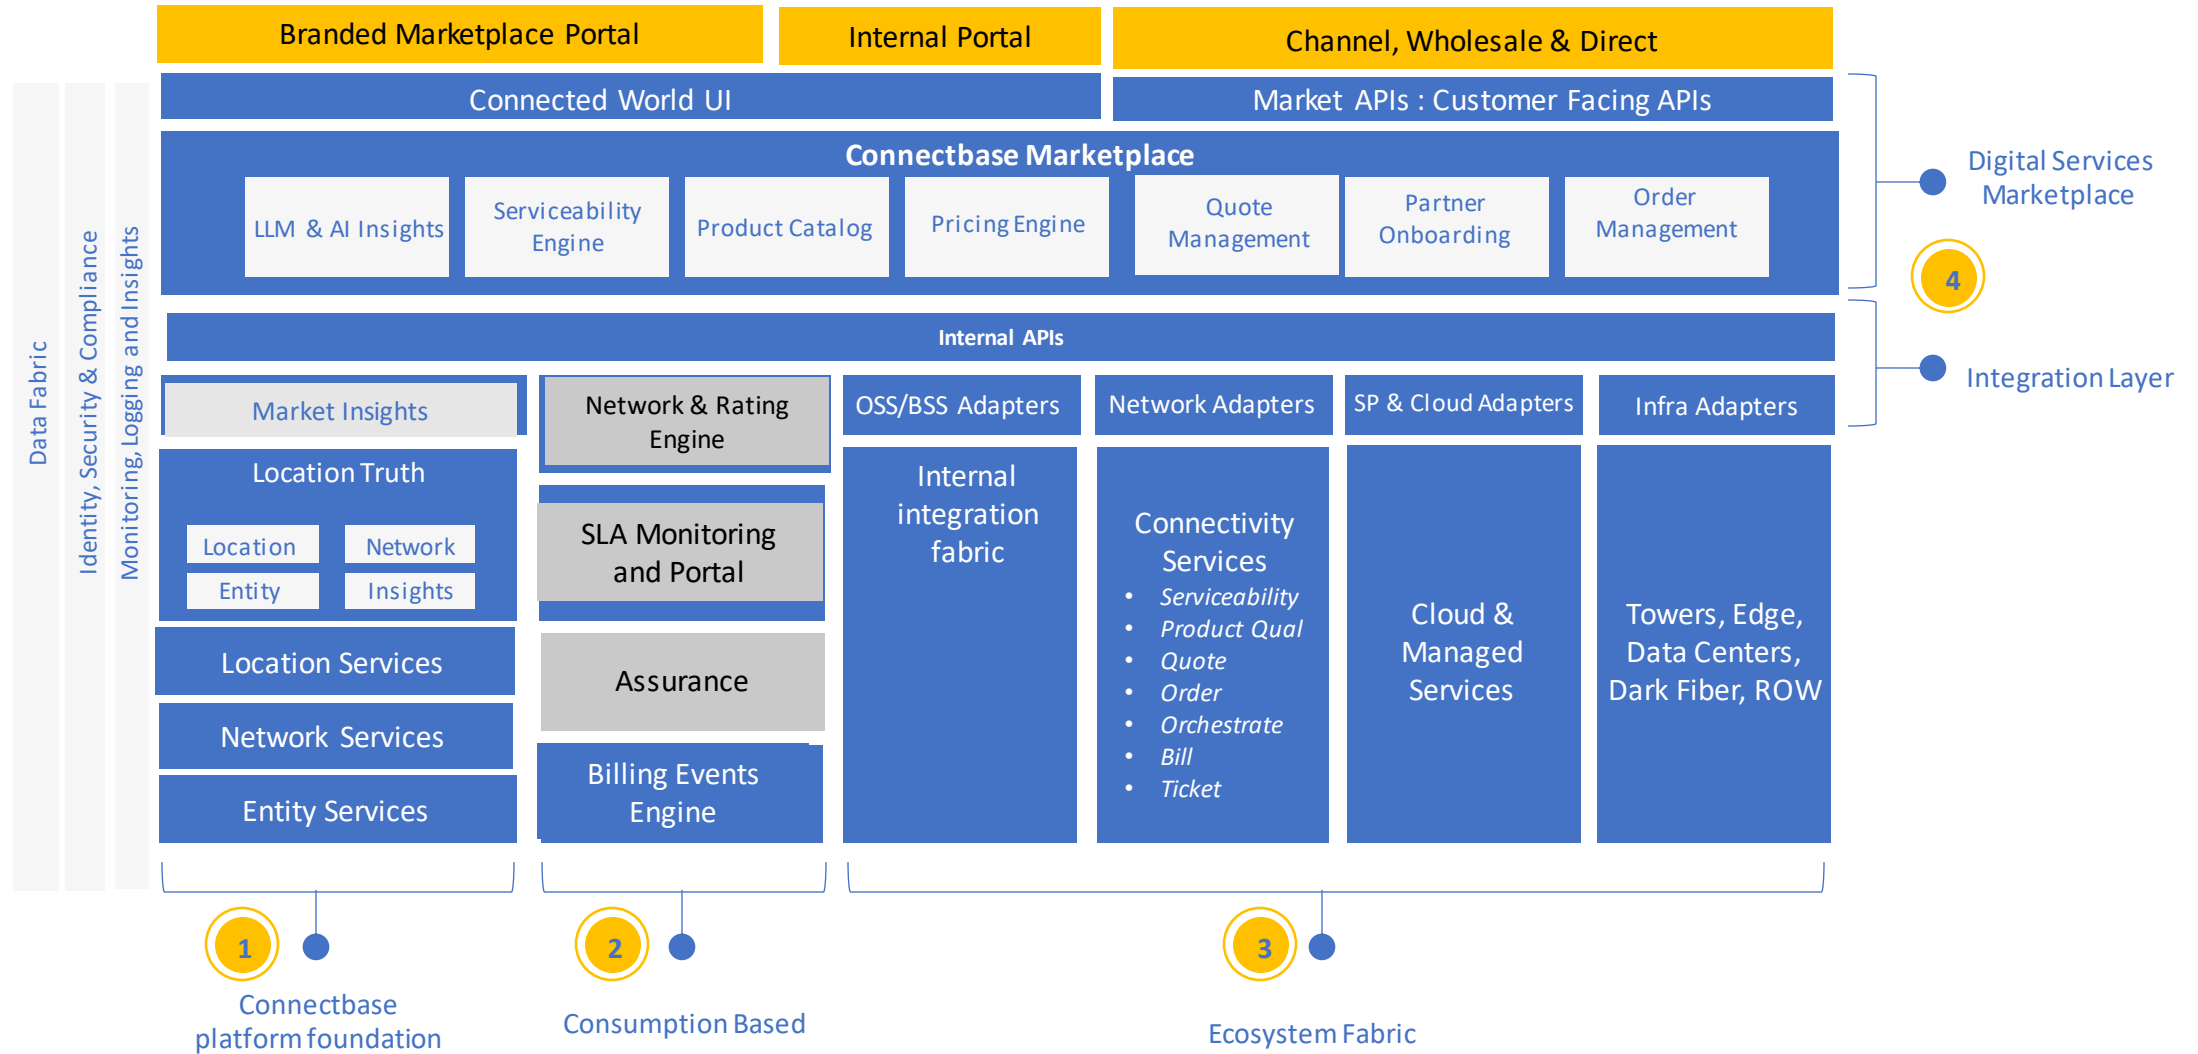 Branded Marketplace Portal
Internal Portal
Channel, Wholesale & Direct
Connected World UI
Market APIs : Customer Facing APIs
Connectbase Marketplace
LLM & AI Insights
Serviceability
Engine
Product Catalog
Pricing Engine
Quote
Management
Partner
Onboarding
Order
Management
Digital Services
Marketplace
4
Internal APIs
Integration Layer
Data Fabric
Identity, Security & Compliance
Monitoring, Logging and Insights
Market Insights
Network & Rating
Engine
OSS/BSS Adapters
Network Adapters
SP & Cloud Adapters
Infra Adapters
Location Truth
Location
Network
Entity
Insights
Location Services
Network Services
Entity Services
SLA Monitoring
and Portal
Assurance
Billing Events
Engine
Internal
integration
fabric
Connectivity
Services
• Serviceability
• Product Qual
• Quote
• Order
• Orchestrate
• Bill
• Ticket
Cloud &
Managed
Services
Towers, Edge,
Data Centers,
Dark Fiber, ROW
1
Connectbase
platform foundation
2
Consumption Based
3
Ecosystem Fabric